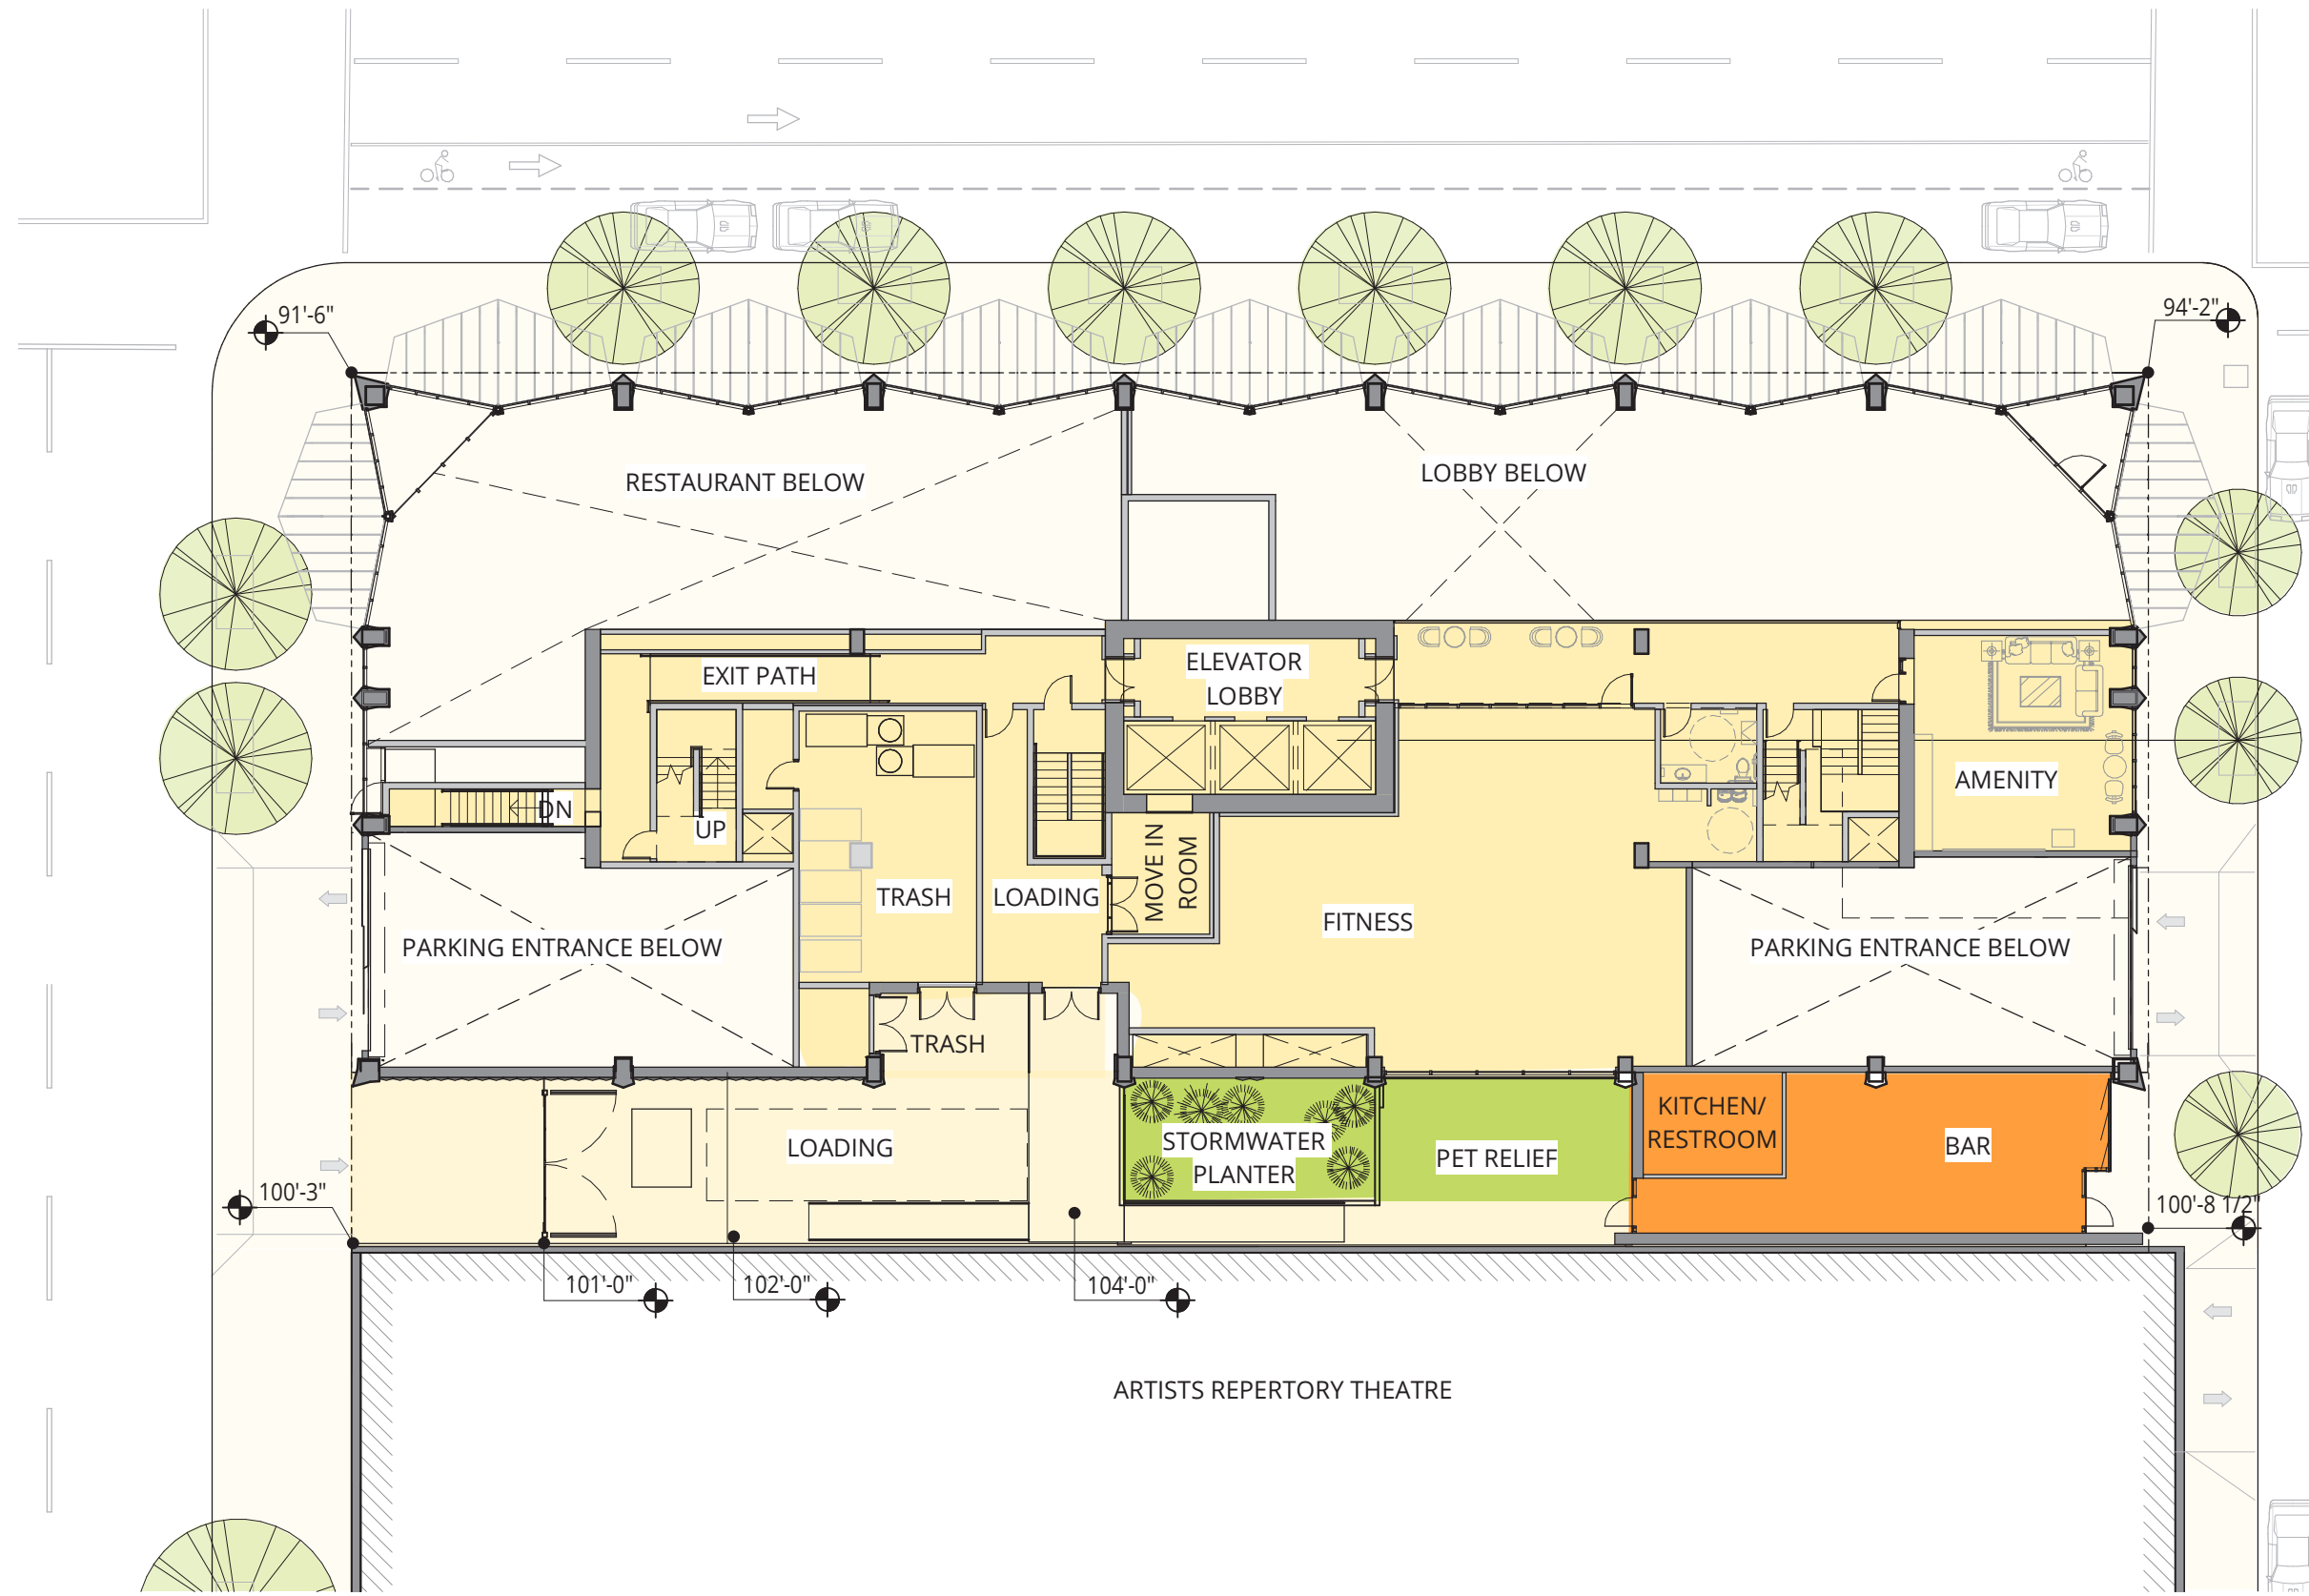 91'-6"
94'-2"
RESTAURANT BELOW
LOBBY BELOW
EXIT PATH
ELEVATOR
LOBBY
AMENITY
DN
UP
MOVE IN
ROOM
TRASH
LOADING
FITNESS
PARKING ENTRANCE BELOW
PARKING ENTRANCE BELOW
TRASH
KITCHEN/
RESTROOM
LOADING
STORMWATER
PLANTER
PET RELIEF
BAR
100'-3"
100'-8 1/2"
101'-0"
102'-0"
104'-0"
ARTISTS REPERTORY THEATRE